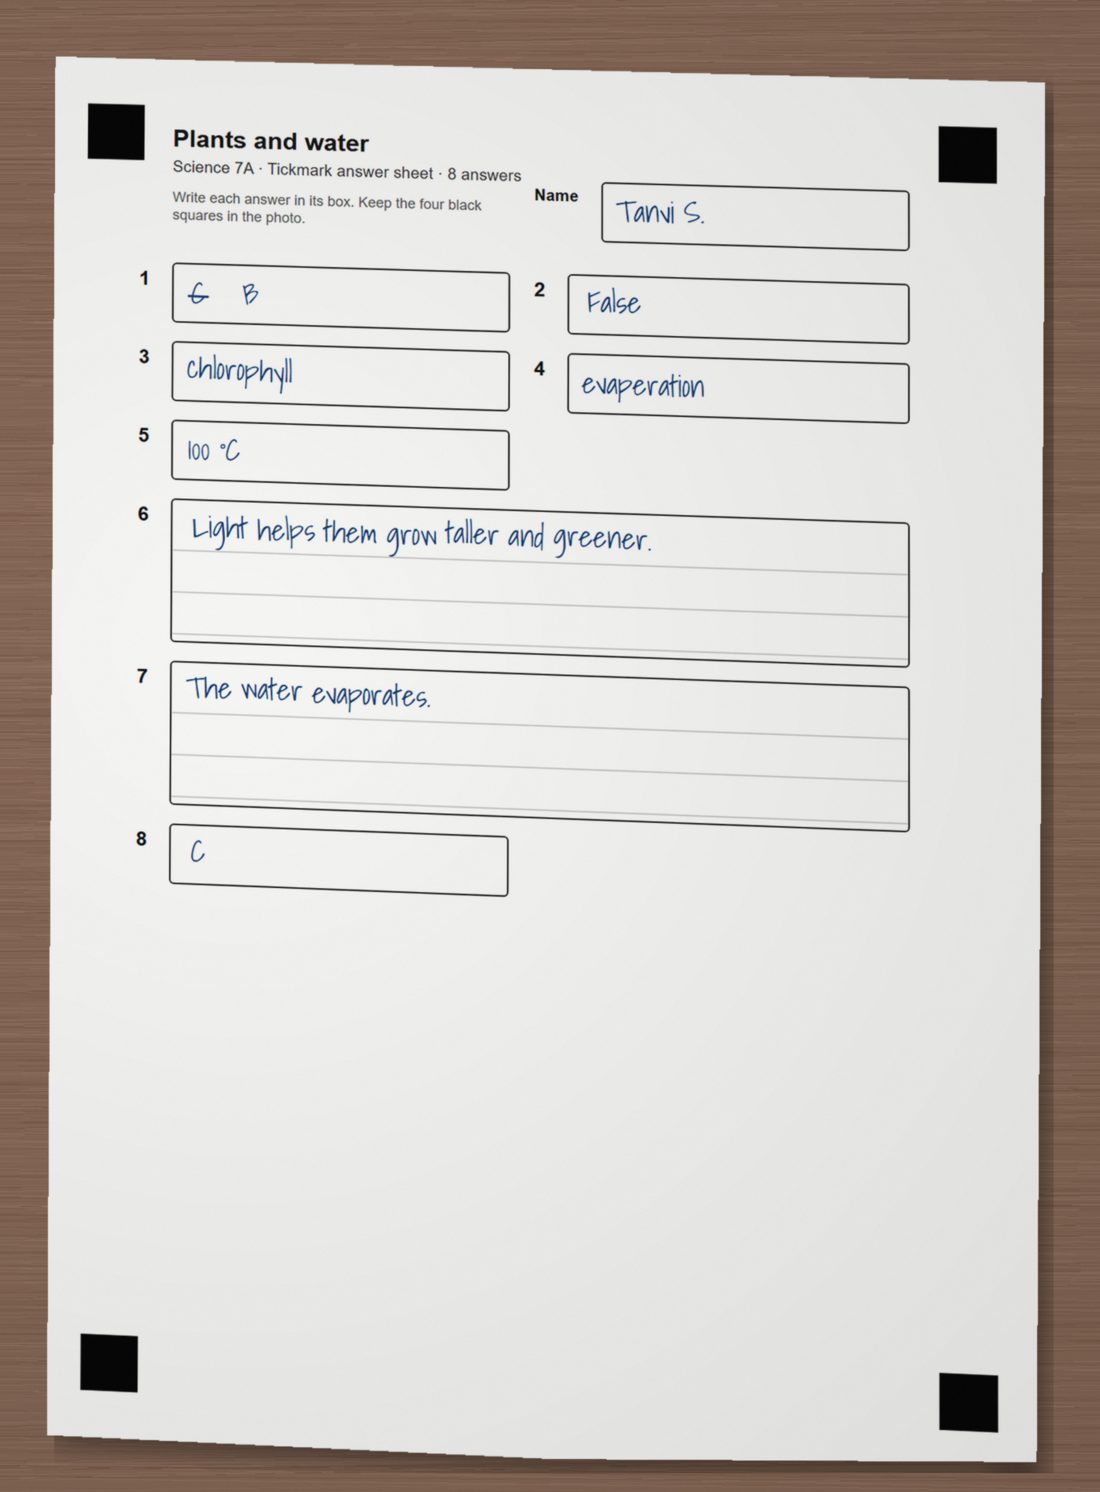 Plants and water
Science 7A · Tickmark answer sheet · 8 answers
Write each answer in its box. Keep the four black
squares in the photo.
Name Tanvi S.
1 B
2 False
3 chlorophyll
4 evaperation
5 100 °C
6 Light helps them grow taller and greener.
7 The water evaporates.
8 C